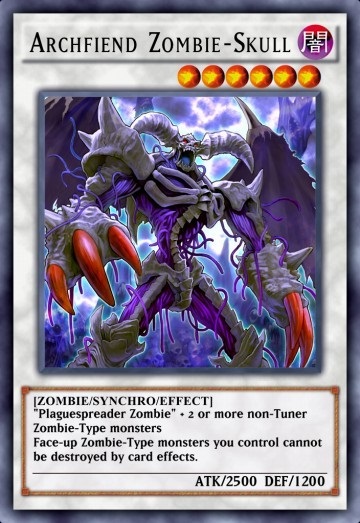 ARCHFIEND ZOMBIE-SKULL
闇
[ZOMBIE/SYNCHRO/EFFECT]
"Plaguespreader Zombie" + 2 or more non-Tuner
Zombie-Type monsters
Face-up Zombie-Type monsters you control cannot
be destroyed by card effects.
ATK/2500 DEF/1200